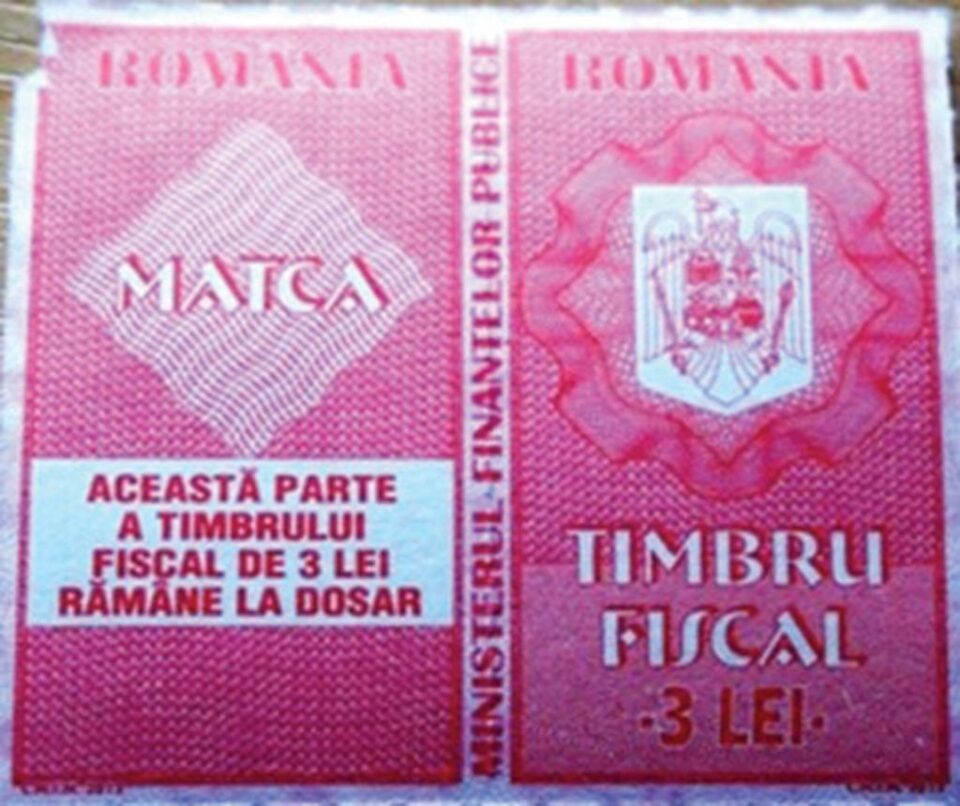 ROMANIA
MATCA
ACEASTĂ PARTE
A TIMBRULUI
FISCAL DE 3 LEI
RĂMÂNE LA DOSAR
MINISTERUL FINANTELOR PUBLICE
ROMANIA
TIMBRU
FISCAL
·3 LEI·